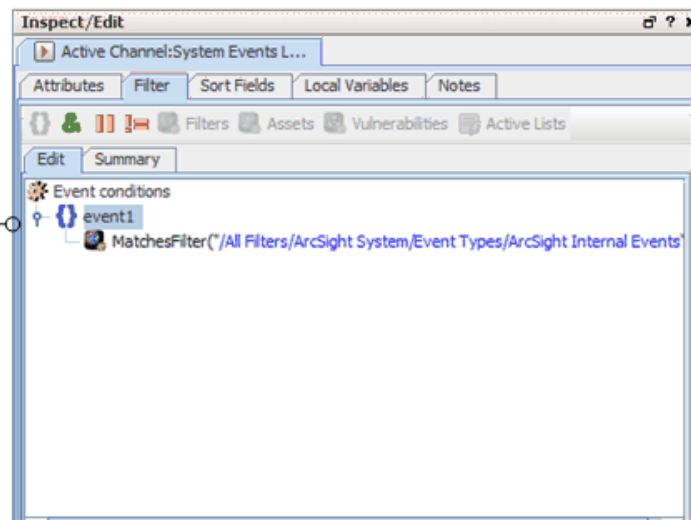 Inspect/Edit
?
Active Channel:System Events L...
Attributes Filter Sort Fields Local Variables Notes
Filters Assets Vulnerabilities Active Lists
Edit Summary
Event conditions
event1
MatchesFilter("/All Filters/ArcSight System/Event Types/ArcSight Internal Events"